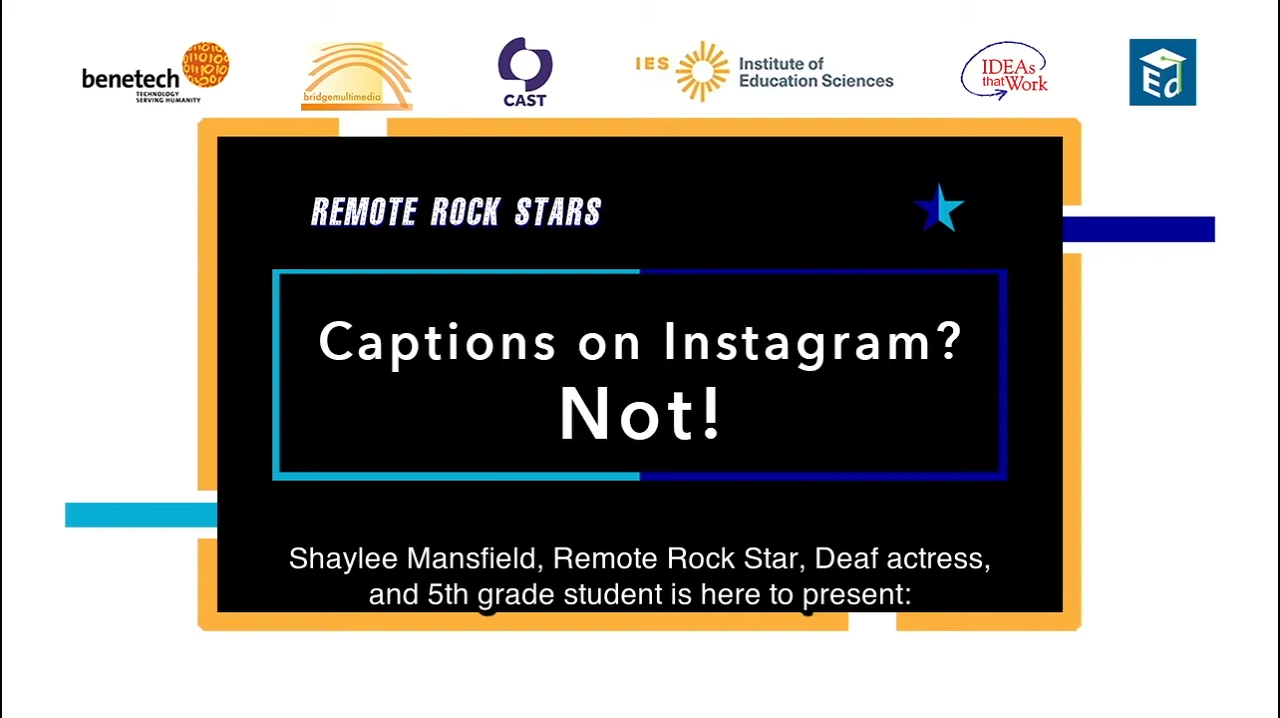 benetech
TECHNOLOGY
SERVING HUMANITY
bridgemultimedia
CAST
IES Institute of
Education Sciences
IDEAs
that Work
Ed
REMOTE ROCK STARS
Captions on Instagram?
Not!
Shaylee Mansfield, Remote Rock Star, Deaf actress,
and 5th grade student is here to present: